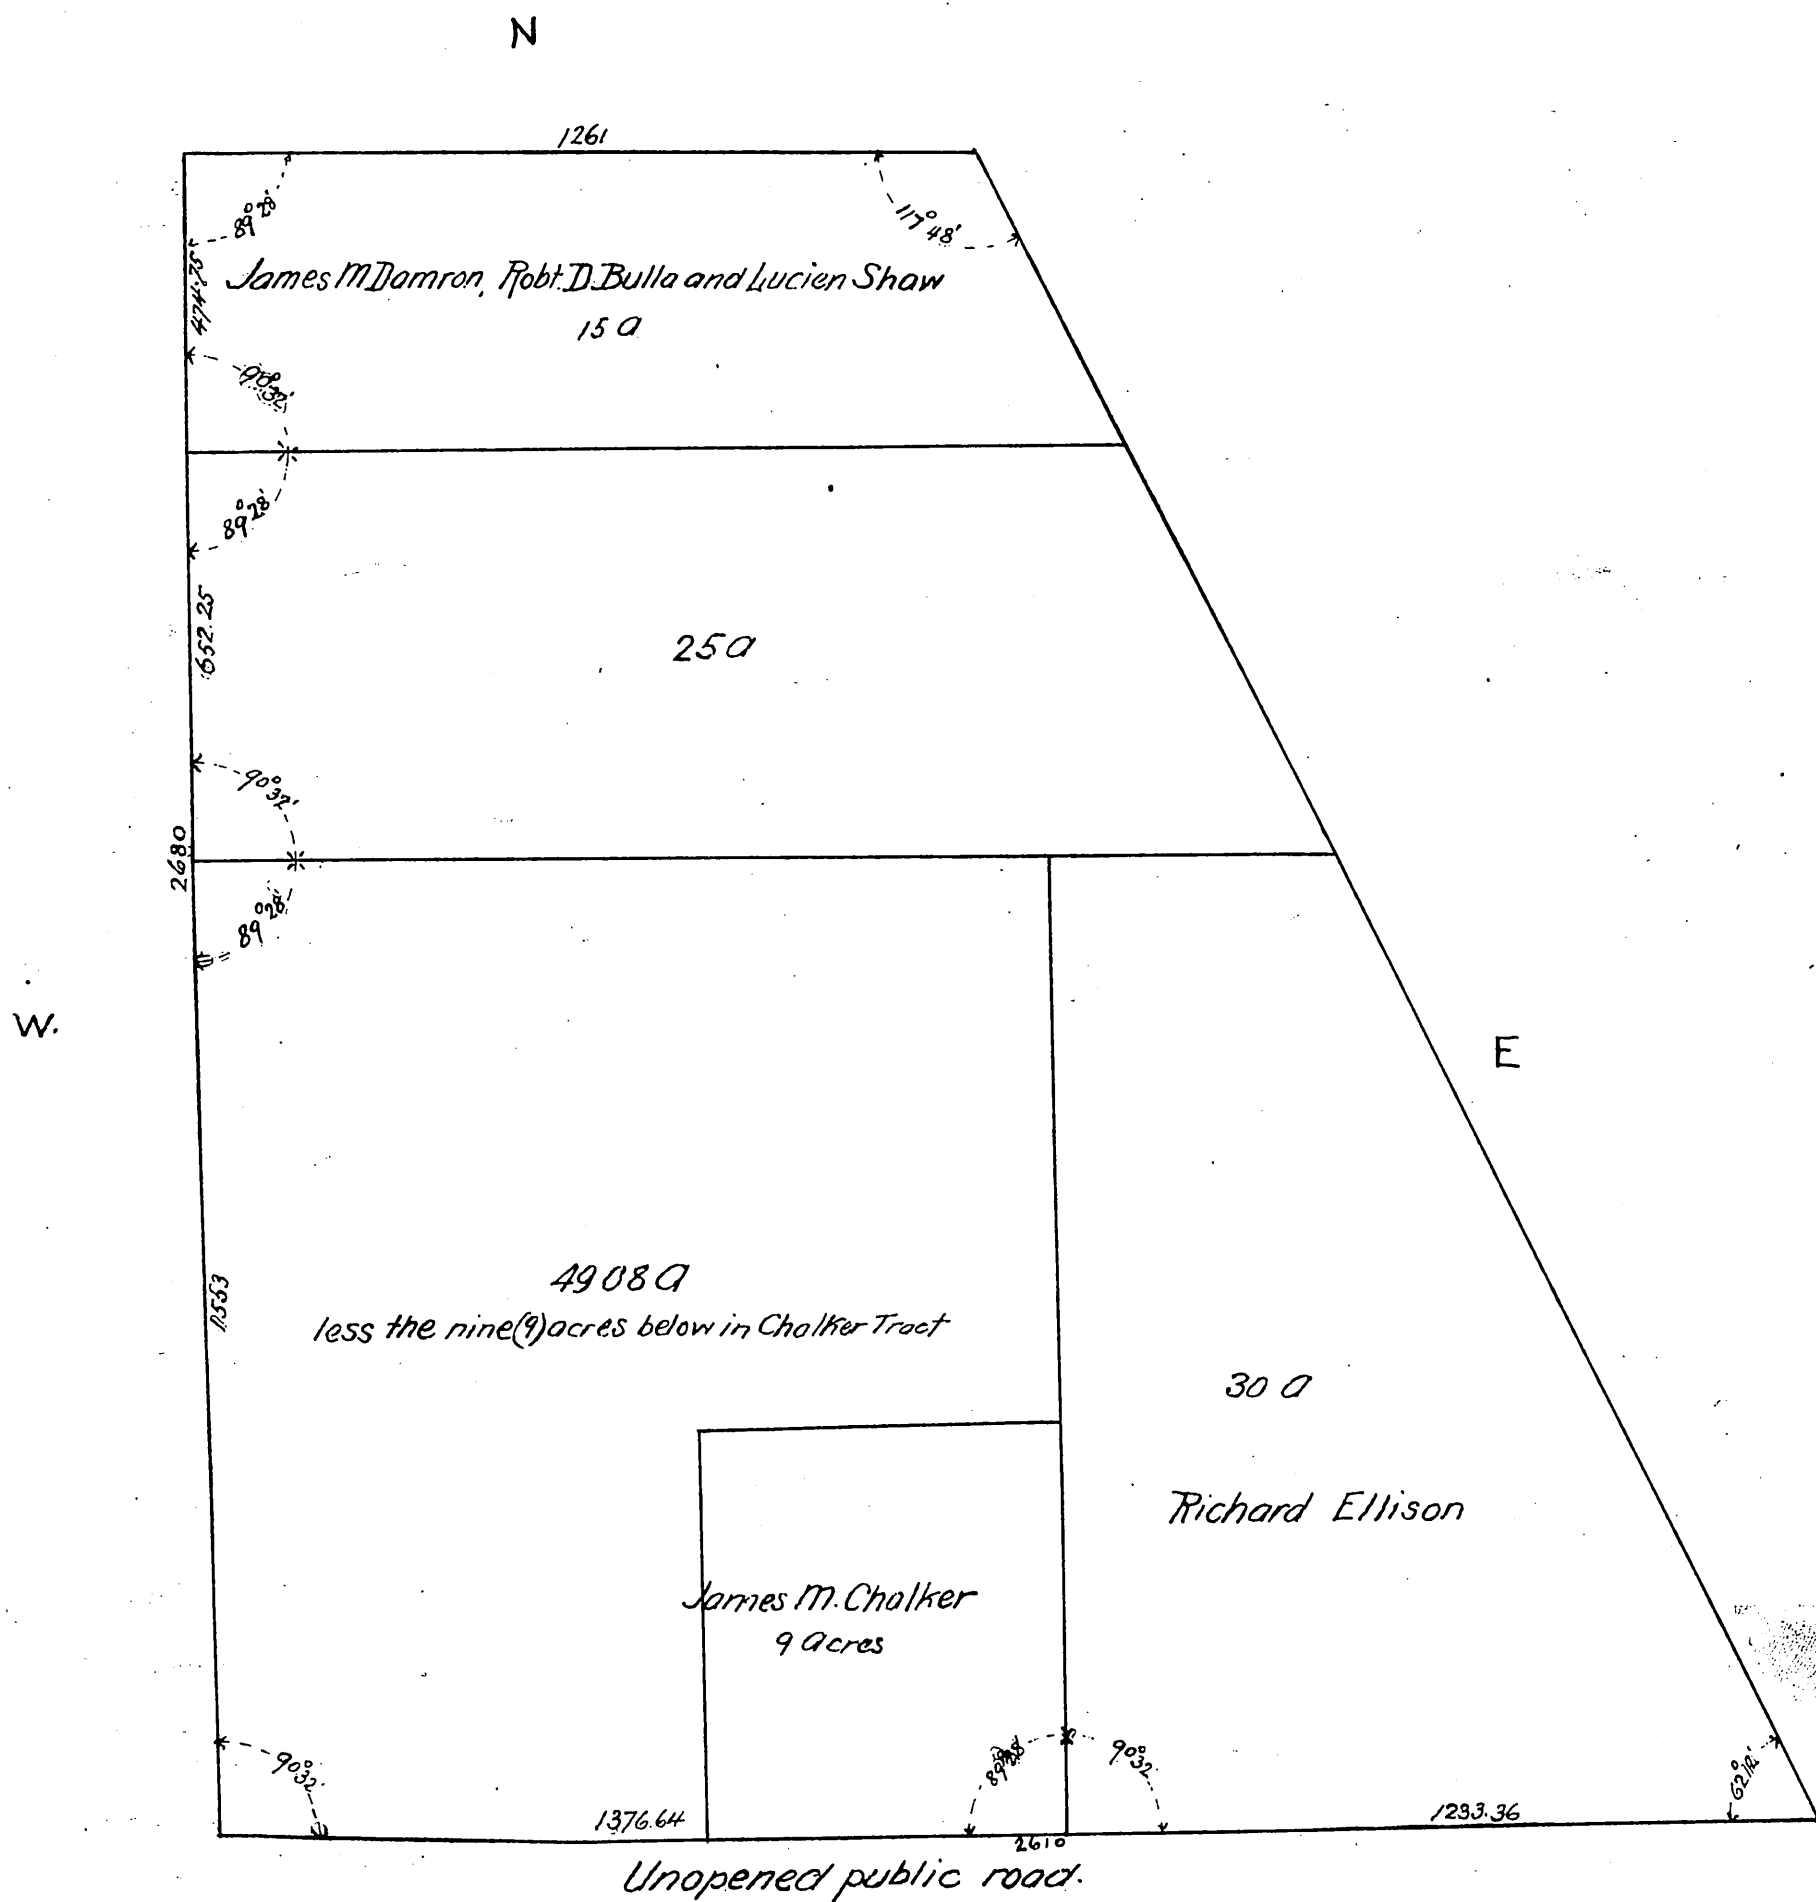 N
1261
89°28'
117°48'
474.75
James M Damron, Robt. D. Bulla and Lucien Shaw
15 a
90°32'
89°28'
652.25
25 a
90°32'
2680
89°28'
W.
E
1553
4908 a
less the nine (9) acres below in Chalker Tract
30 a
Richard Ellison
James M. Chalker
9 acres
90°32'
89°28'
90°32'
62°12'
1376.64
1233.36
2610
Unopened public road.